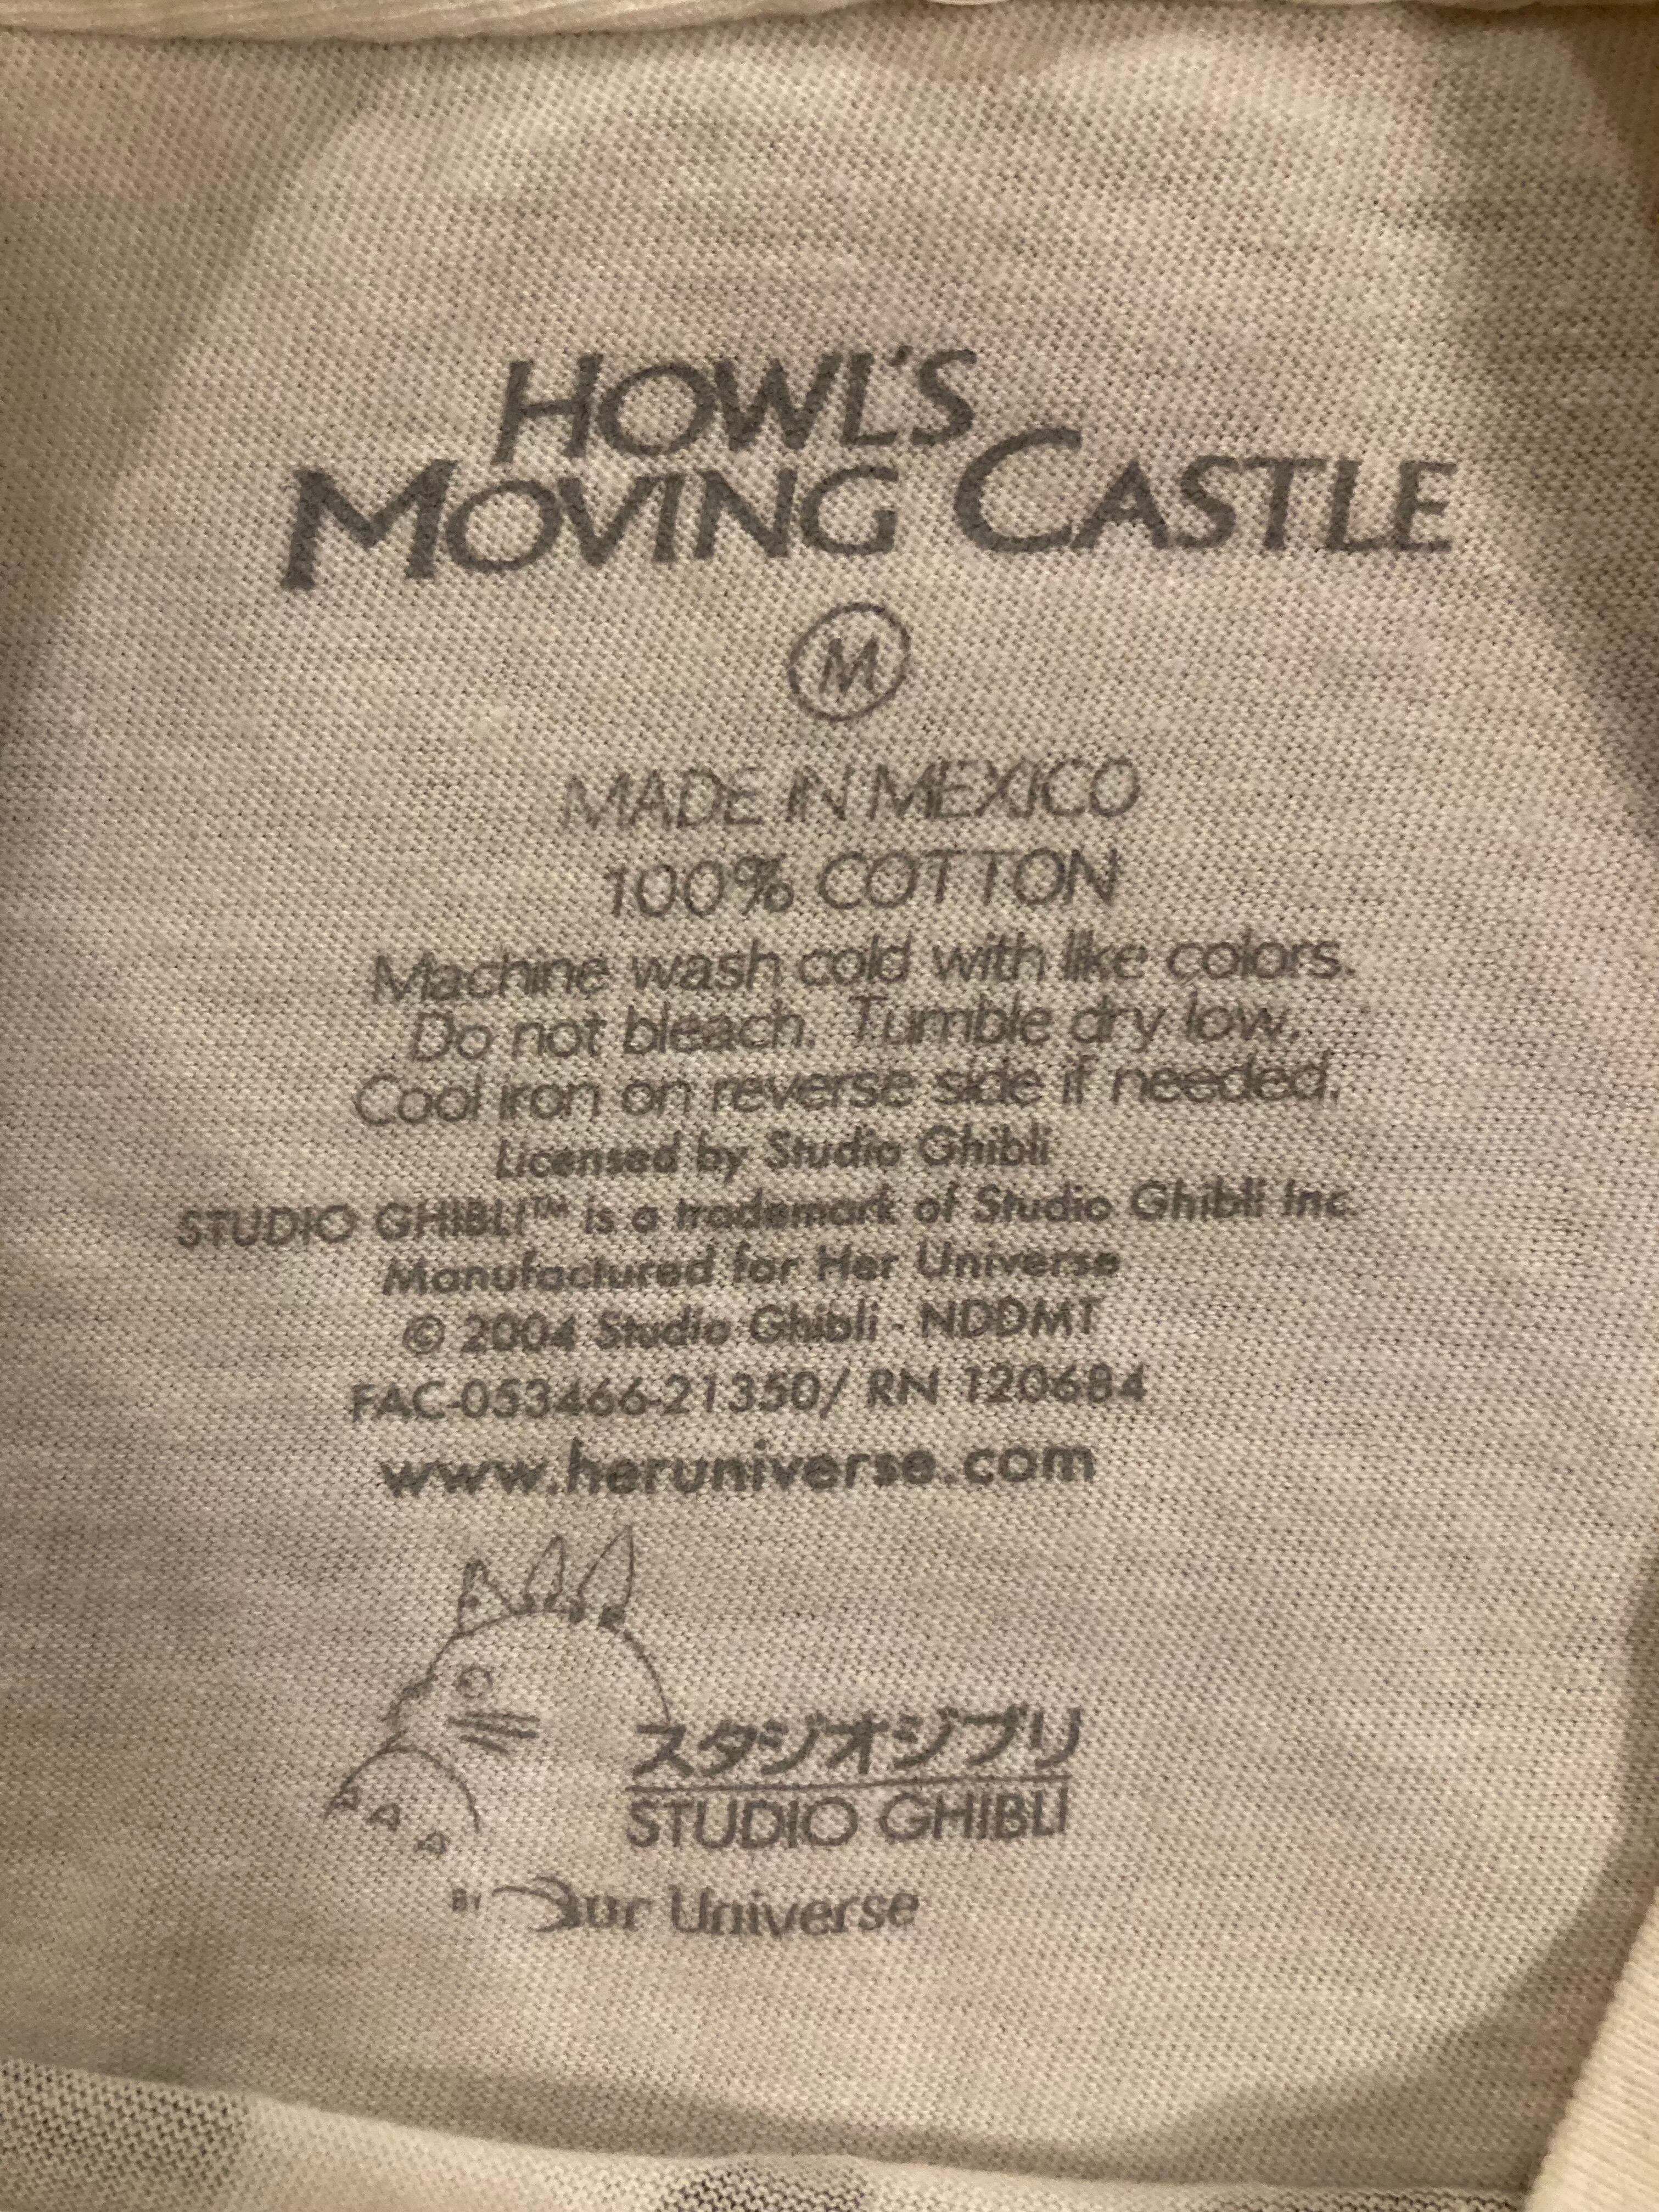 HOWL'S
MOVING CASTLE
M
MADE IN MEXICO
100% COTTON
Machine wash cold with like colors.
Do not bleach. Tumble dry low.
Cool iron on reverse side if needed.
Licensed by Studio Ghibli
STUDIO GHIBLI™ is a trademark of Studio Ghibli Inc.
Manufactured for Her Universe
© 2004 Studio Ghibli - NDDMT
FAC-053466-21350/ RN 120684
www.heruniverse.com
スタジオジブリ
STUDIO GHIBLI
BY Our Universe